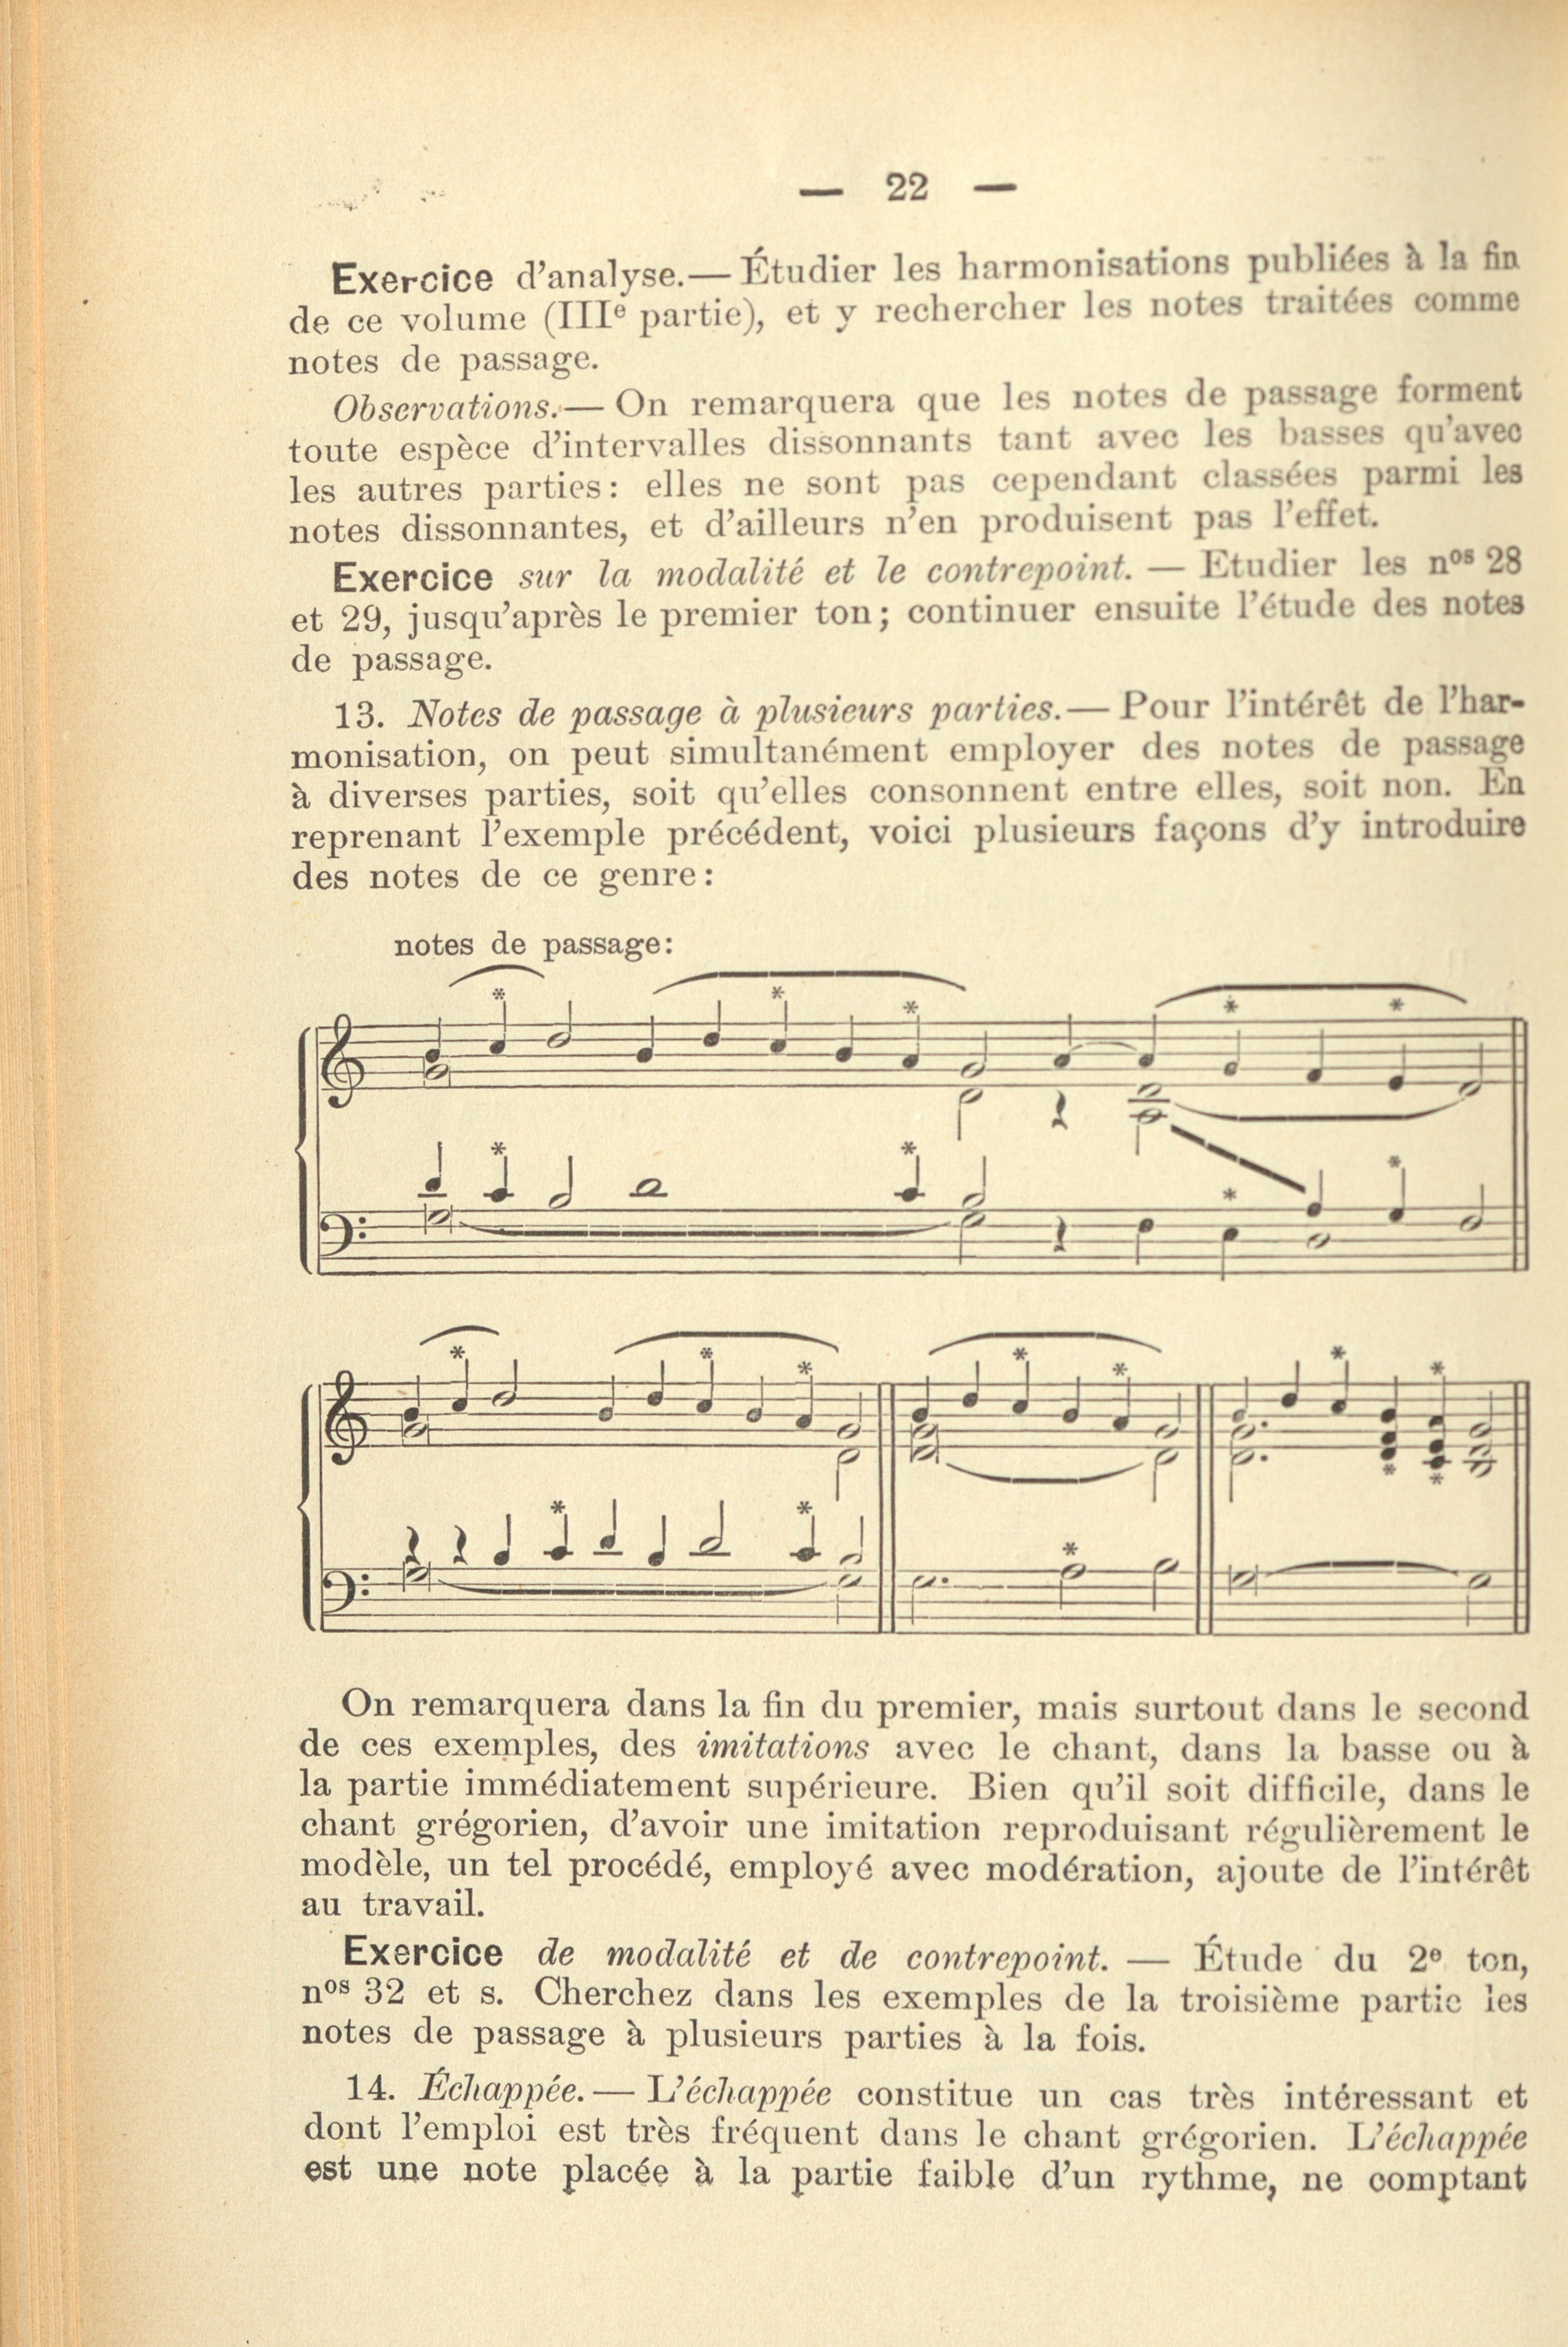 — 22 —
Exercice d'analyse.— Étudier les harmonisations publiées à la fin
de ce volume (IIIe partie), et y rechercher les notes traitées comme
notes de passage.
Observations.— On remarquera que les notes de passage forment
toute espèce d'intervalles dissonnants tant avec les basses qu'avec
les autres parties: elles ne sont pas cependant classées parmi les
notes dissonnantes, et d'ailleurs n'en produisent pas l'effet.
Exercice sur la modalité et le contrepoint. — Etudier les nos 28
et 29, jusqu'après le premier ton; continuer ensuite l'étude des notes
de passage.
13. Notes de passage à plusieurs parties.— Pour l'intérêt de l'har-
monisation, on peut simultanément employer des notes de passage
à diverses parties, soit qu'elles consonnent entre elles, soit non. En
reprenant l'exemple précédent, voici plusieurs façons d'y introduire
des notes de ce genre:
notes de passage:
On remarquera dans la fin du premier, mais surtout dans le second
de ces exemples, des imitations avec le chant, dans la basse ou à
la partie immédiatement supérieure. Bien qu'il soit difficile, dans le
chant grégorien, d'avoir une imitation reproduisant régulièrement le
modèle, un tel procédé, employé avec modération, ajoute de l'intérêt
au travail.
Exercice de modalité et de contrepoint. — Étude du 2e ton,
nos 32 et s. Cherchez dans les exemples de la troisième partie les
notes de passage à plusieurs parties à la fois.
14. Échappée.— L'échappée constitue un cas très intéressant et
dont l'emploi est très fréquent dans le chant grégorien. L'échappée
est une note placée à la partie faible d'un rythme, ne comptant